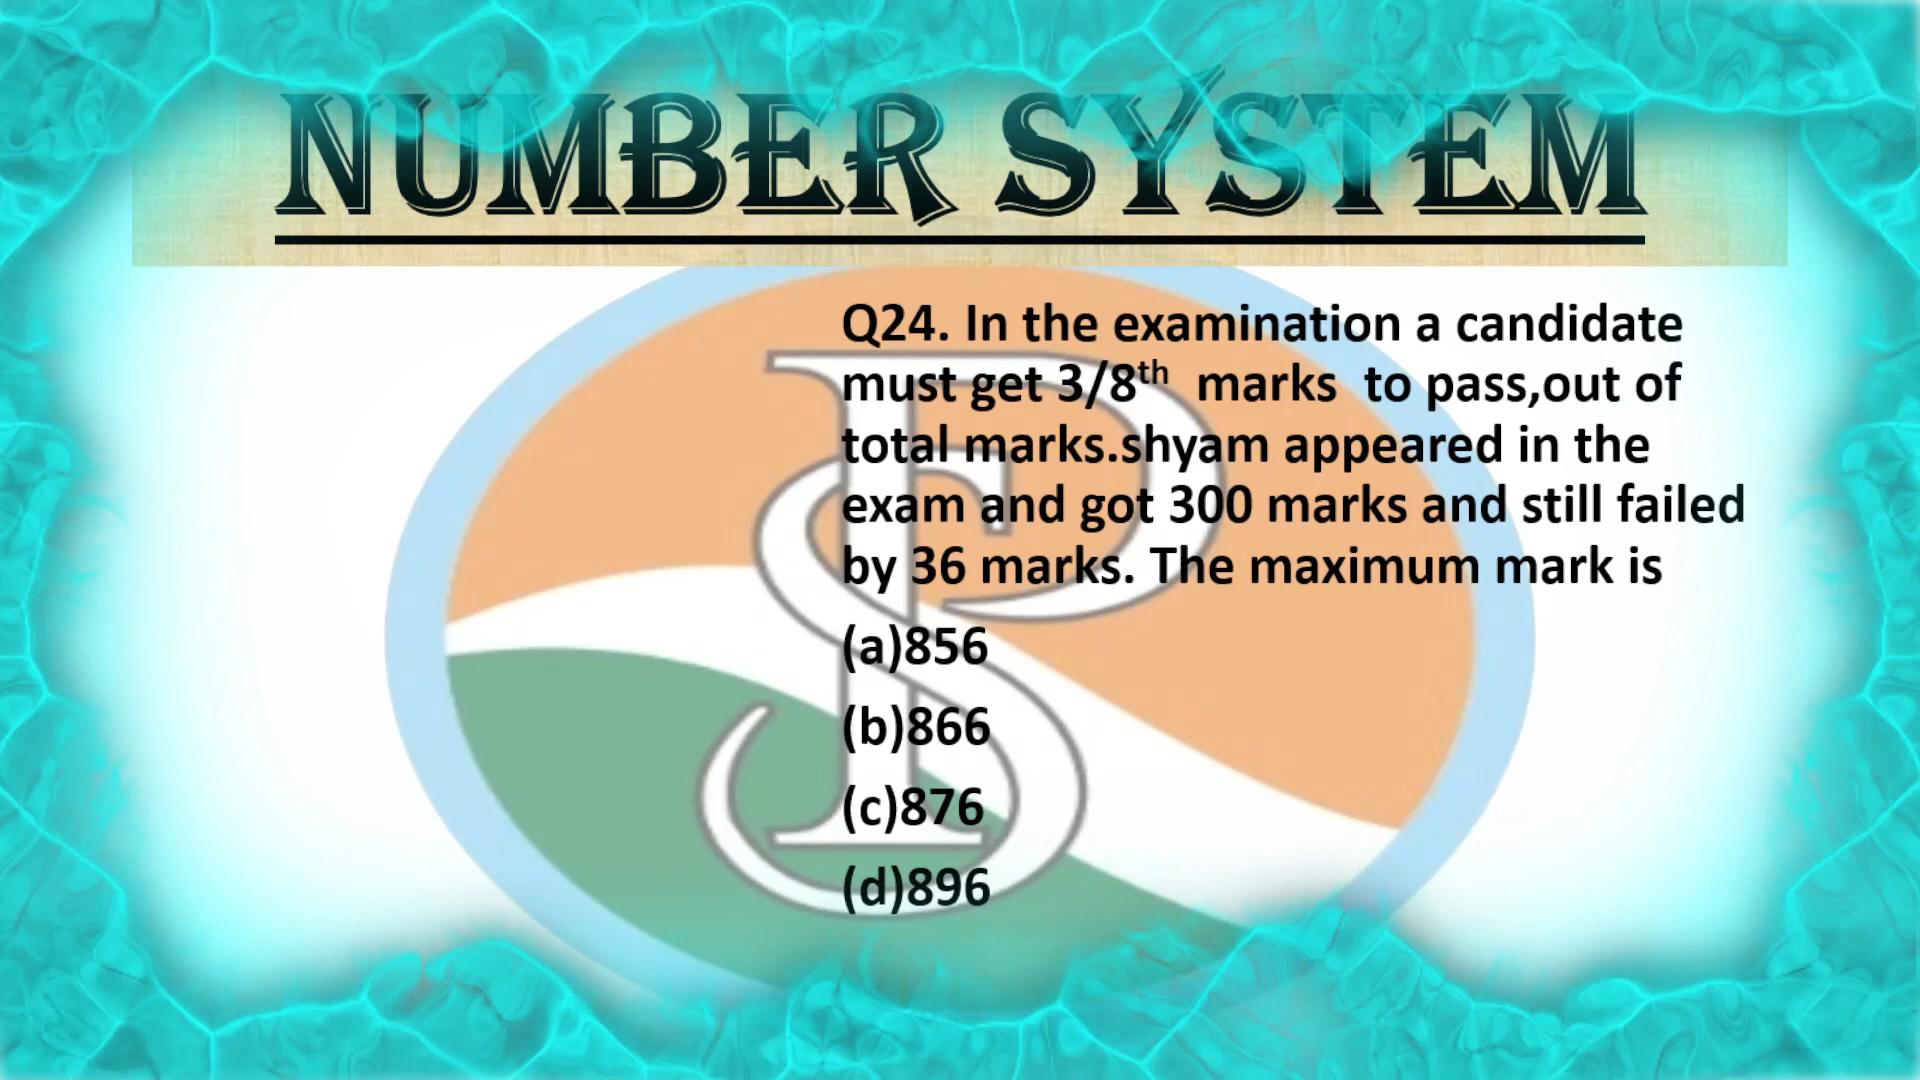 NUMBER SYSTEM
Q24. In the examination a candidate
must get 3/8th marks to pass,out of
total marks.shyam appeared in the
exam and got 300 marks and still failed
by 36 marks. The maximum mark is
(a)856
(b)866
(c)876
(d)896